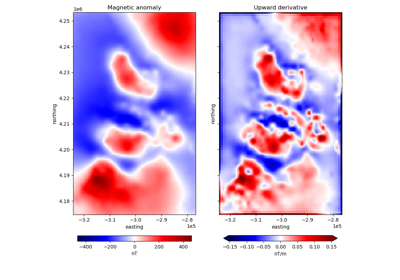 Magnetic anomaly
Upward derivative
1e6
4.25
4.24
4.23
4.22
4.21
4.20
4.19
4.18
northing
northing
−3.2 −3.1 −3.0 −2.9 −2.8
−3.2 −3.1 −3.0 −2.9 −2.8
easting 1e5
easting 1e5
−400 −200 0 200 400
−0.15 −0.10 −0.05 0.00 0.05 0.10 0.15
nT
nT/m